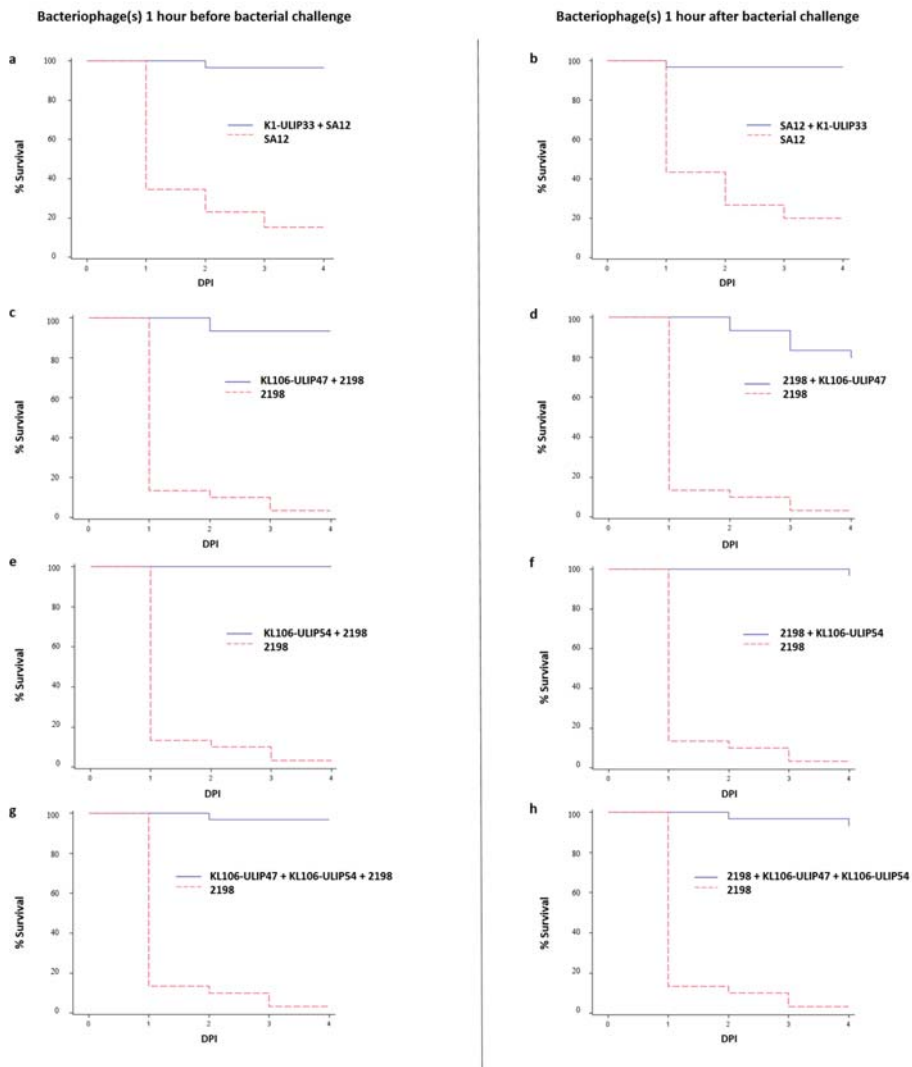 Bacteriophage(s) 1 hour before bacterial challenge
Bacteriophage(s) 1 hour after bacterial challenge
a
100
80
60
40
20
0
% Survival
K1-ULIP33 + SA12
SA12
0 1 2 3 4
DPI
b
100
80
60
40
20
0
% Survival
SA12 + K1-ULIP33
SA12
0 1 2 3 4
DPI
c
100
80
60
40
20
0
% Survival
KL106-ULIP47 + 2198
2198
0 1 2 3 4
DPI
d
100
80
60
40
20
0
% Survival
2198 + KL106-ULIP47
2198
0 1 2 3 4
DPI
e
100
80
60
40
20
0
% Survival
KL106-ULIP54 + 2198
2198
0 1 2 3 4
DPI
f
100
80
60
40
20
0
% Survival
2198 + KL106-ULIP54
2198
0 1 2 3 4
DPI
g
100
80
60
40
20
0
% Survival
KL106-ULIP47 + KL106-ULIP54 + 2198
2198
0 1 2 3 4
DPI
h
100
80
60
40
20
0
% Survival
2198 + KL106-ULIP47 + KL106-ULIP54
2198
0 1 2 3 4
DPI